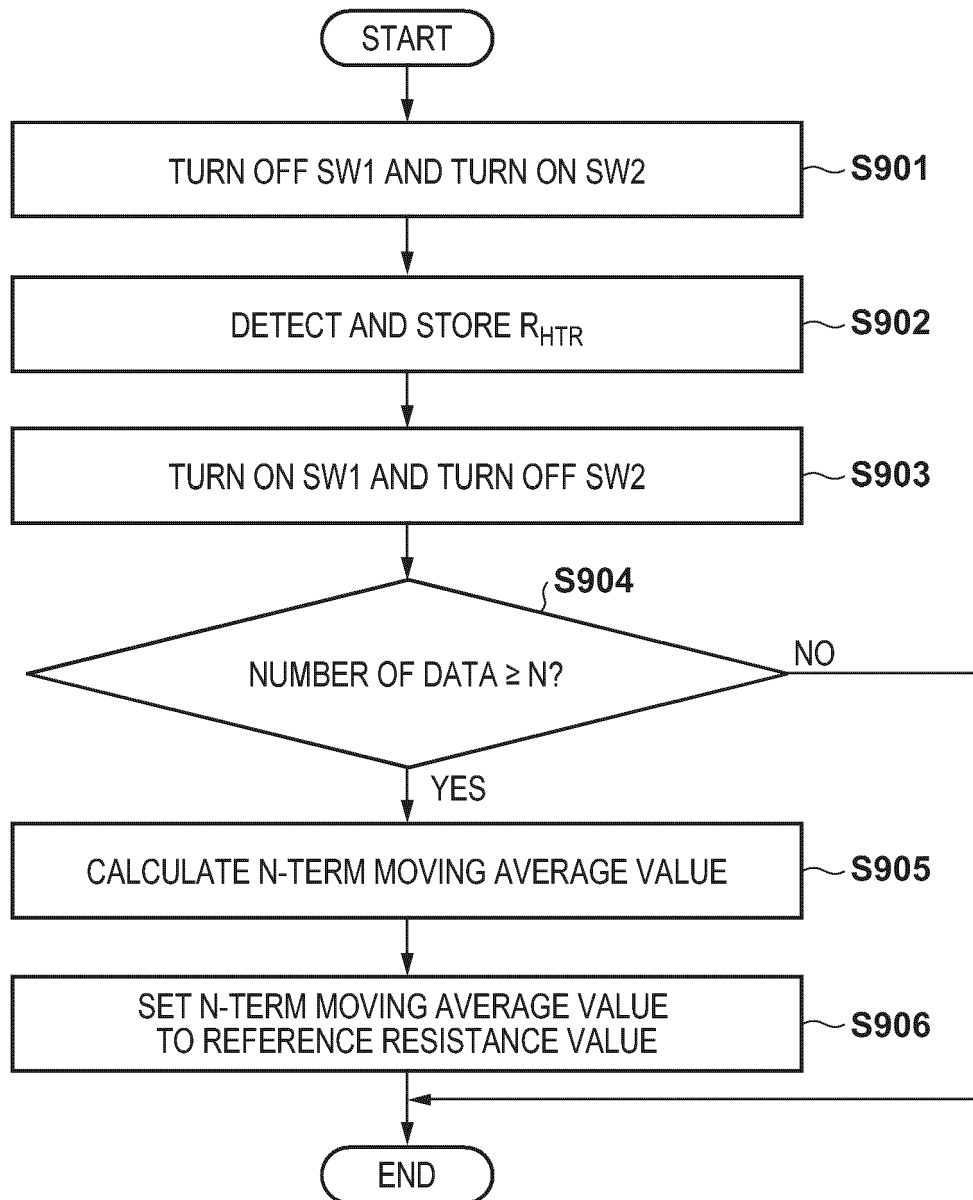 START
TURN OFF SW1 AND TURN ON SW2
S901
DETECT AND STORE R_HTR
S902
TURN ON SW1 AND TURN OFF SW2
S903
S904
NUMBER OF DATA ≥ N?
NO
YES
CALCULATE N-TERM MOVING AVERAGE VALUE
S905
SET N-TERM MOVING AVERAGE VALUE
TO REFERENCE RESISTANCE VALUE
S906
END